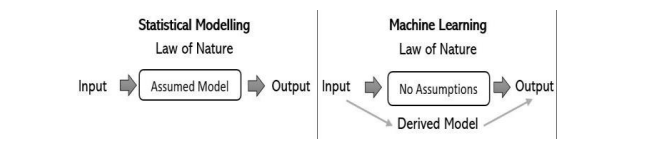 Statistical Modelling
Law of Nature
Input
Assumed Model
Output
Machine Learning
Law of Nature
Input
No Assumptions
Output
Derived Model